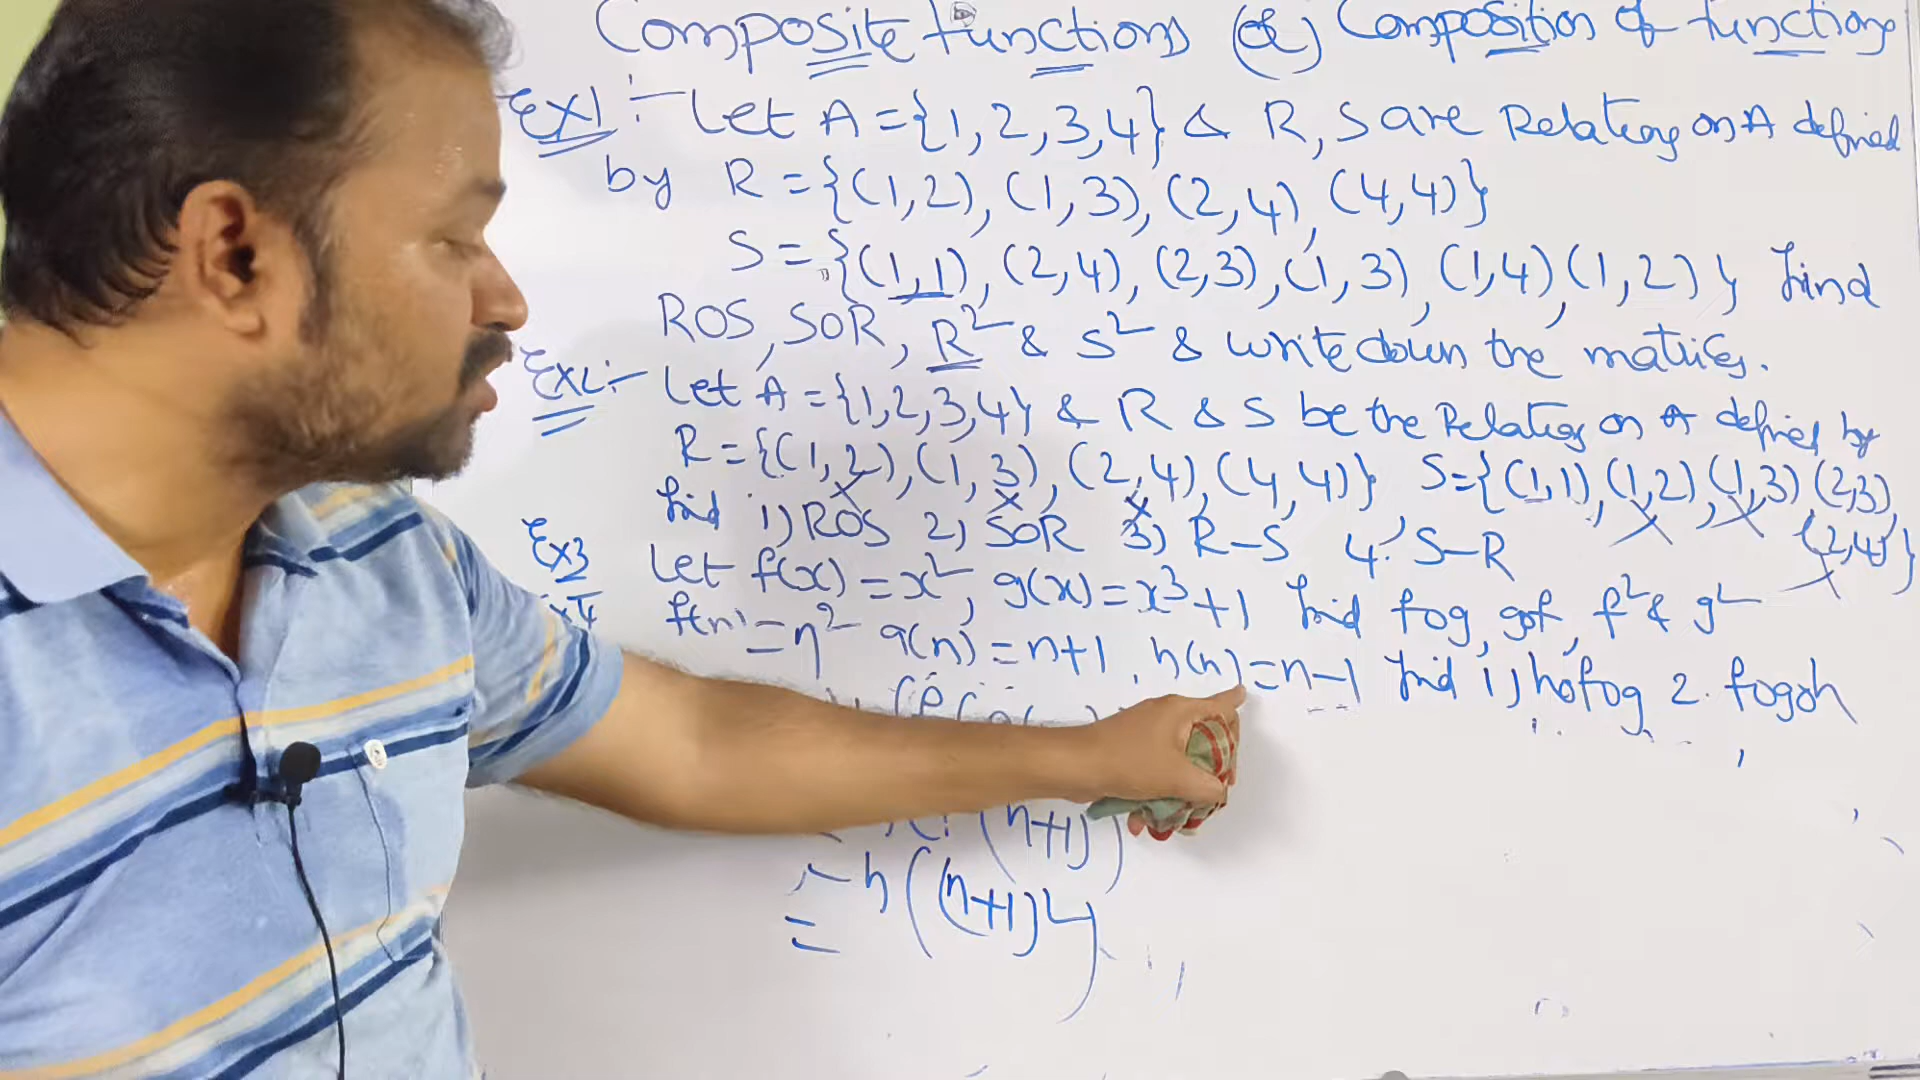 Composite functions (or) Composition of functions
Ex1:- Let A={1,2,3,4} & R,S are Relations on A defined
by R={(1,2),(1,3),(2,4),(4,4)}
S={(1,1),(2,4),(2,3),(1,3),(1,4)(1,2)} find
ROS,SOR,R² & S² & write down the matrices.
Ex2:- Let A={1,2,3,4} & R & S be the Relations on A defined by
R={(1,2),(1,3),(2,4),(4,4)} S={(1,1),(1,2),(1,3)(2,3),
(2,4)}
find 1) ROS 2) SOR 3) R-S 4. S-R
Ex3 Let f(x)=x², g(x)=x³+1 find fog, gof, f² & g²
f(n)=n² g(n)=n+1, h(n)=n-1 find 1) hofog 2. fogoh
(n+1)
=h((n+1)²)
=